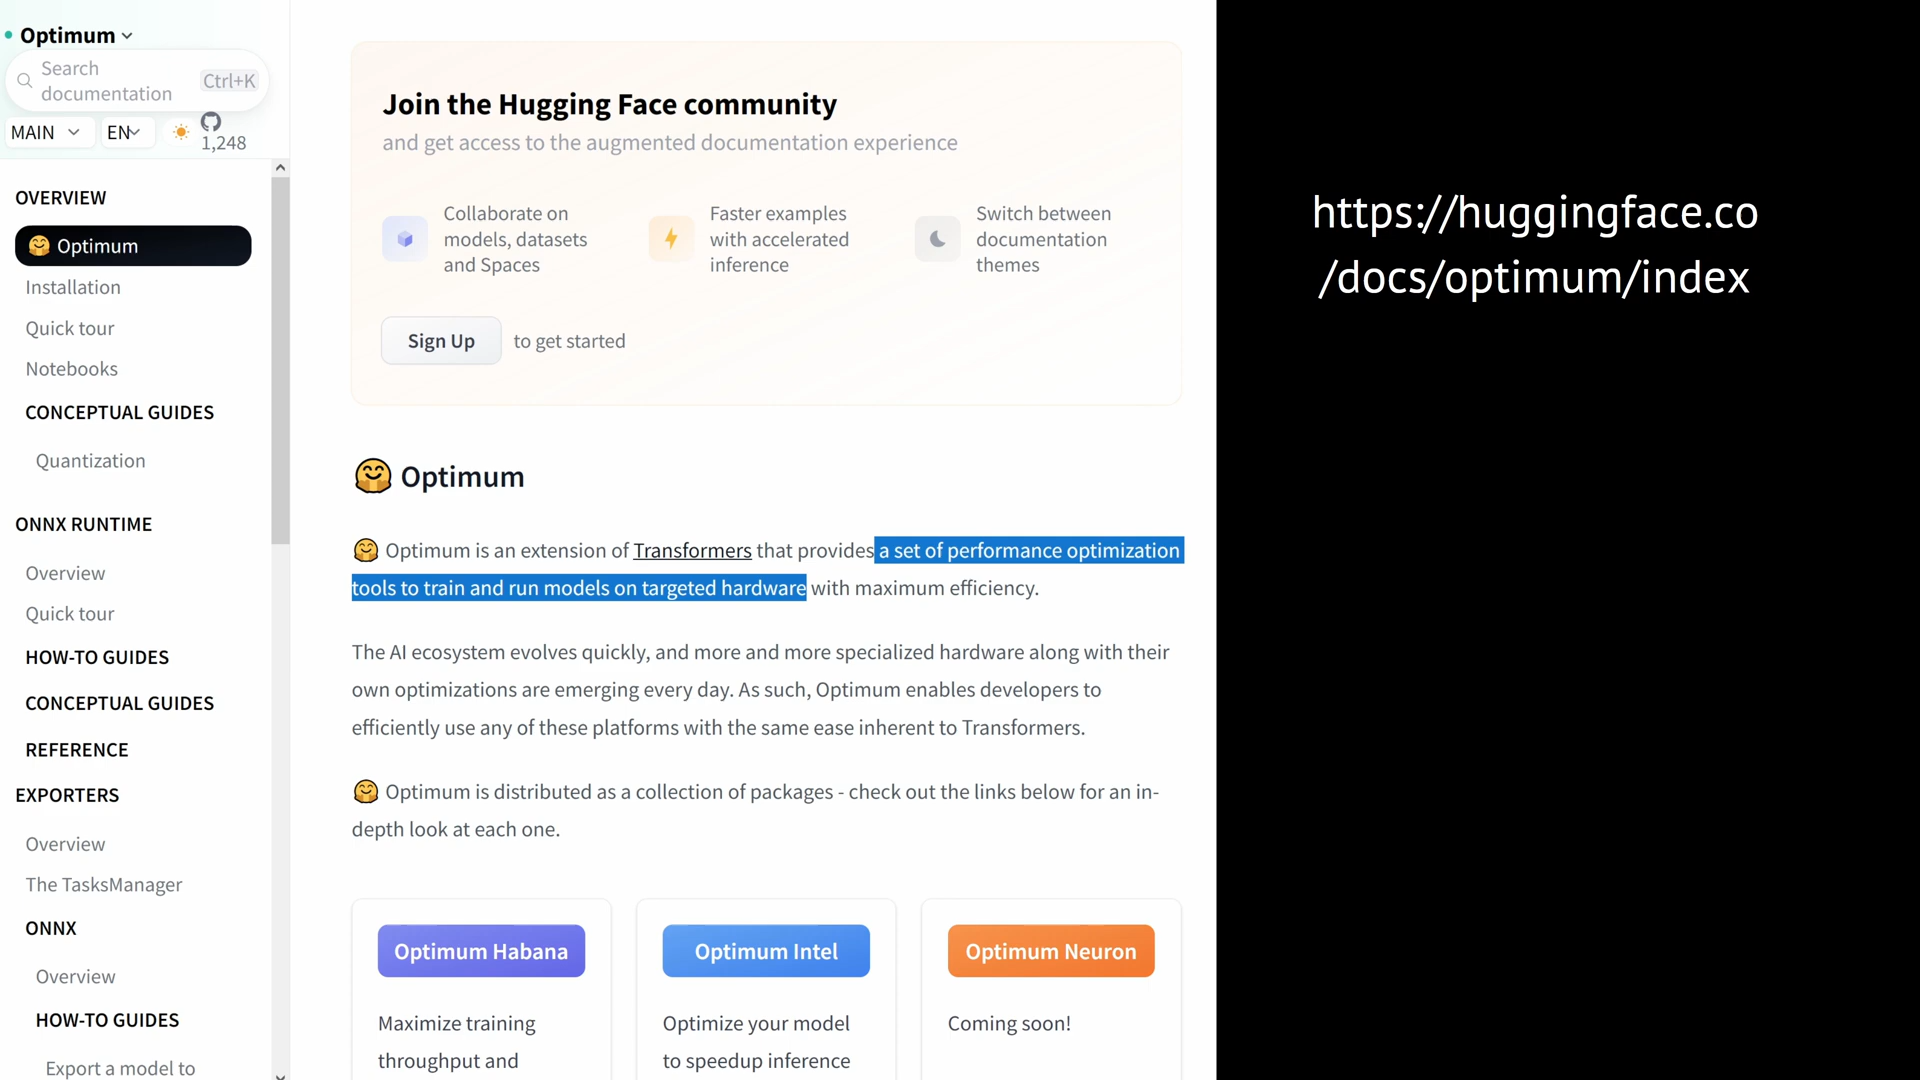 Optimum
Search
documentation
Ctrl+K
MAIN
EN
1,248
OVERVIEW
Optimum
Installation
Quick tour
Notebooks
CONCEPTUAL GUIDES
Quantization
ONNX RUNTIME
Overview
Quick tour
HOW-TO GUIDES
CONCEPTUAL GUIDES
REFERENCE
EXPORTERS
Overview
The TasksManager
ONNX
Overview
HOW-TO GUIDES
Export a model to
Join the Hugging Face community
and get access to the augmented documentation experience
Collaborate on
models, datasets
and Spaces
Faster examples
with accelerated
inference
Switch between
documentation
themes
Sign Up to get started
🤗 Optimum
🤗 Optimum is an extension of Transformers that provides a set of performance optimization
tools to train and run models on targeted hardware with maximum efficiency.
The AI ecosystem evolves quickly, and more and more specialized hardware along with their
own optimizations are emerging every day. As such, Optimum enables developers to
efficiently use any of these platforms with the same ease inherent to Transformers.
🤗 Optimum is distributed as a collection of packages - check out the links below for an in-
depth look at each one.
Optimum Habana
Maximize training
throughput and
Optimum Intel
Optimize your model
to speedup inference
Optimum Neuron
Coming soon!
https://huggingface.co
/docs/optimum/index